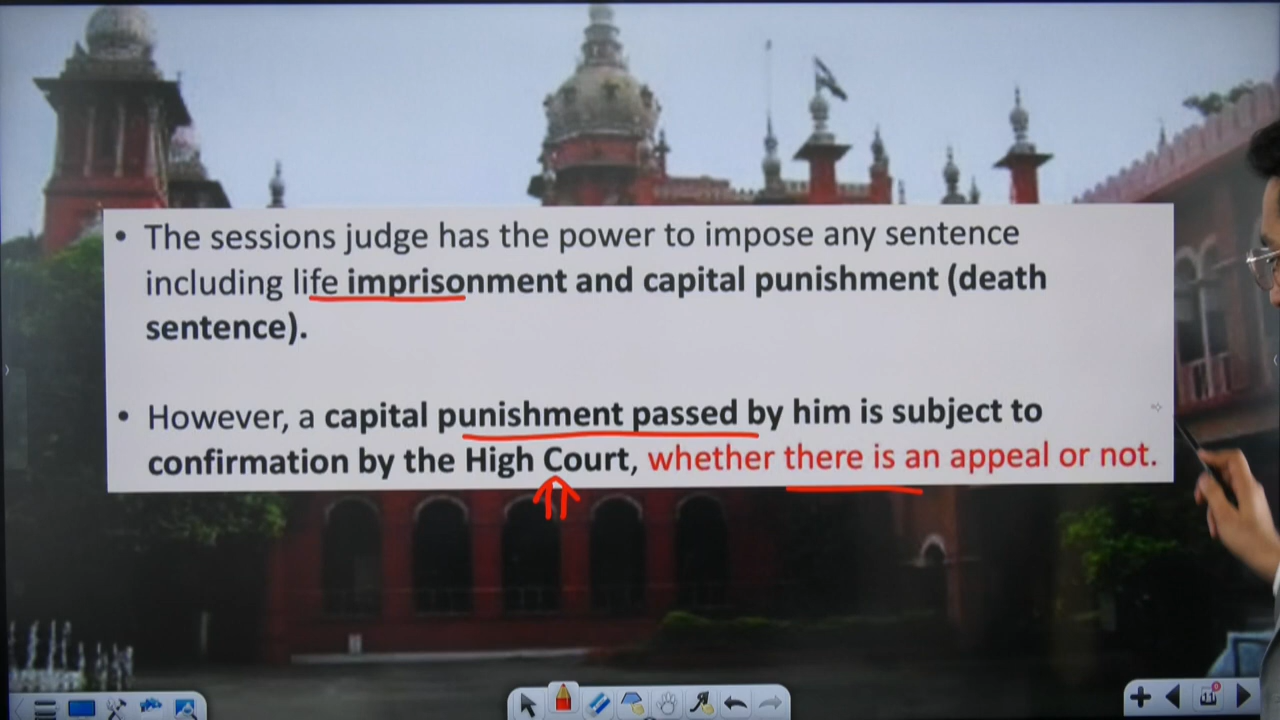 • The sessions judge has the power to impose any sentence
including life imprisonment and capital punishment (death
sentence).
• However, a capital punishment passed by him is subject to
confirmation by the High Court, whether there is an appeal or not.
11